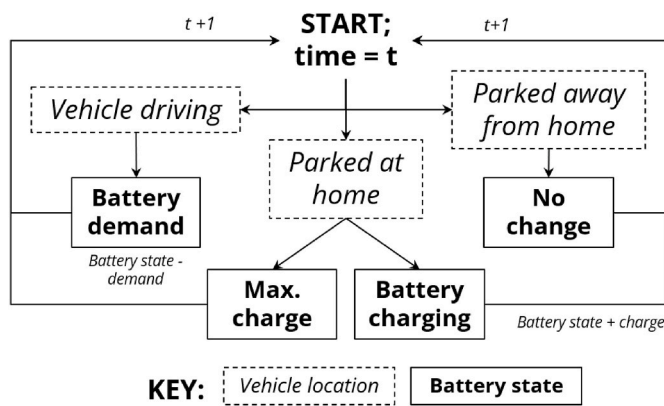 t +1
START;
time = t
t+1
Vehicle driving
Parked away
from home
Parked at
home
Battery
demand
No
change
Battery state -
demand
Max.
charge
Battery
charging
Battery state + charge
KEY:
Vehicle location
Battery state